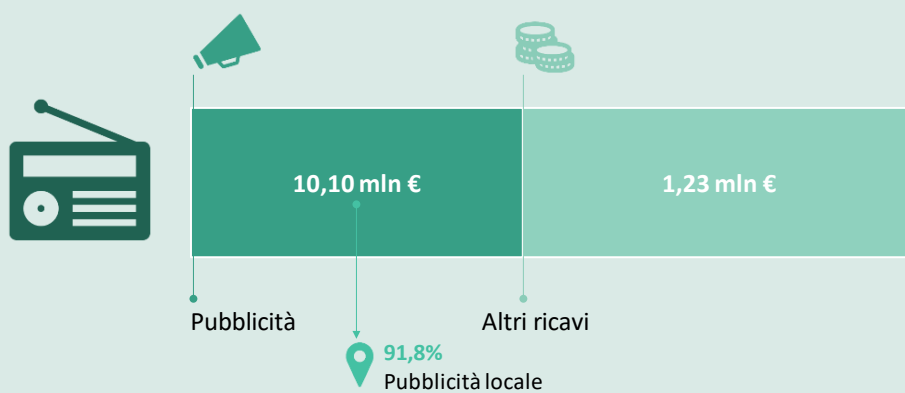 10,10 mln €
1,23 mln €
Pubblicità
Altri ricavi
91,8%
Pubblicità locale